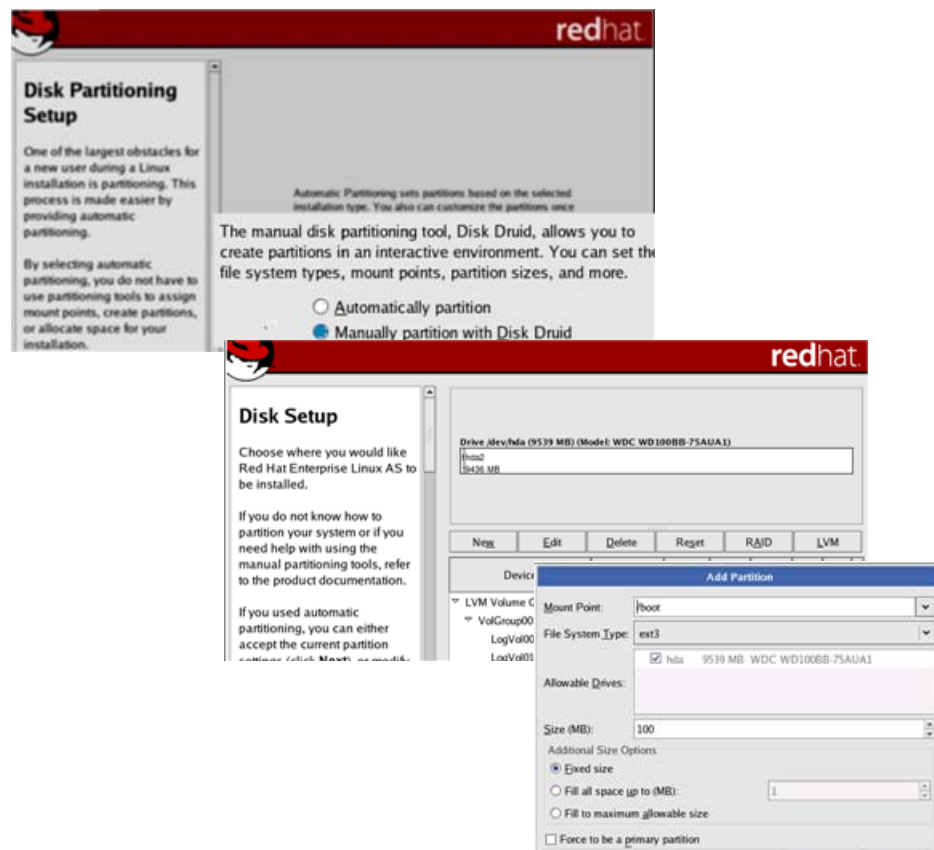 redhat
Disk Partitioning
Setup
One of the largest obstacles for
a new user during a Linux
installation is partitioning. This
process is made easier by
providing automatic
partitioning.
By selecting automatic
partitioning, you do not have to
use partitioning tools to assign
mount points, create partitions,
or allocate space for your
installation.
Automatic Partitioning sets partitions based on the selected
installation type. You also can customize the partitions once
The manual disk partitioning tool, Disk Druid, allows you to
create partitions in an interactive environment. You can set the
file system types, mount points, partition sizes, and more.
Automatically partition
Manually partition with Disk Druid
redhat.
Disk Setup
Choose where you would like
Red Hat Enterprise Linux AS to
be installed.
If you do not know how to
partition your system or if you
need help with using the
manual partitioning tools, refer
to the product documentation.
If you used automatic
partitioning, you can either
accept the current partition
settings (click Next), or modify
Drive /dev/hda (9539 MB) (Model: WDC WD100BB-75AUA1)
hda2
9436 MB
New Edit Delete Reset RAID LVM
Device
LVM Volume G
VolGroup00
LogVol00
LogVol01
Add Partition
Mount Point: /boot
File System Type: ext3
Allowable Drives: hda 9539 MB WDC WD100BB-75AUA1
Size (MB): 100
Additional Size Options
Fixed size
Fill all space up to (MB): 1
Fill to maximum allowable size
Force to be a primary partition